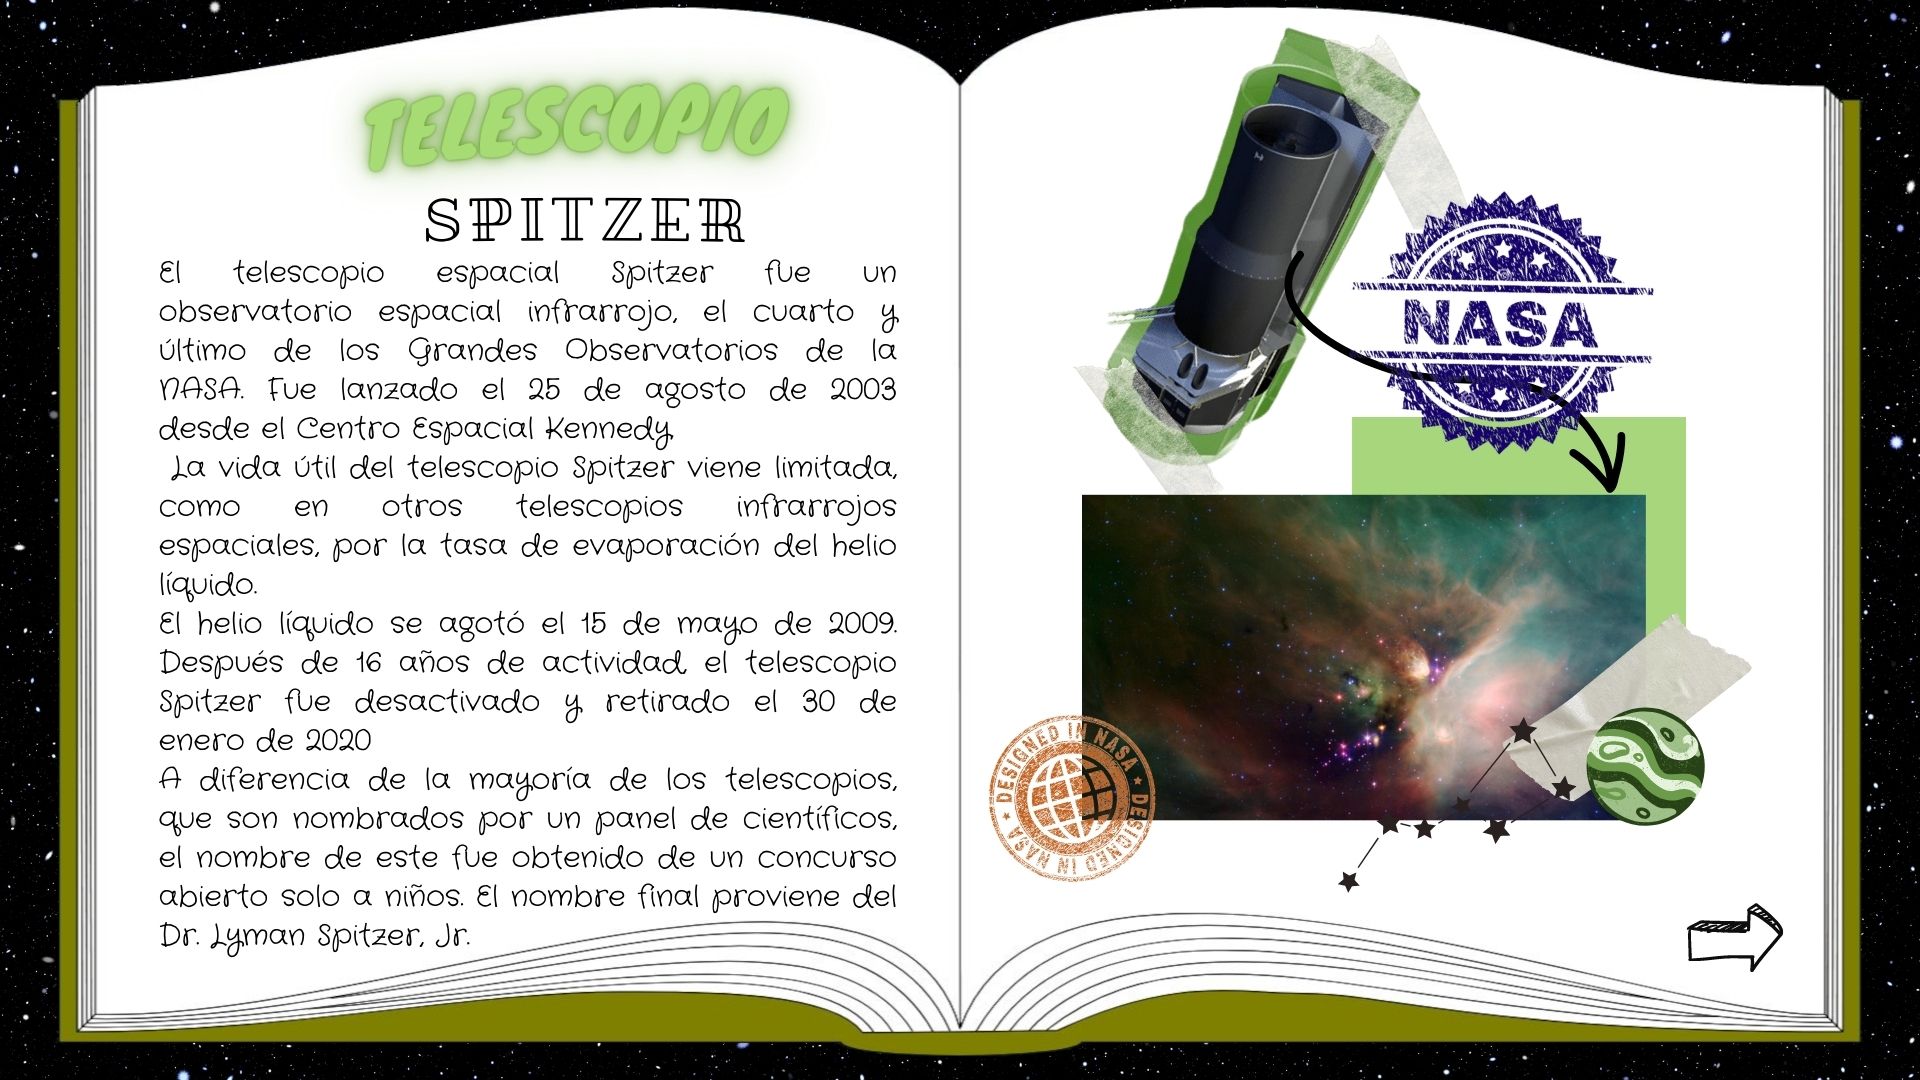 TELESCOPIO
SPITZER
El telescopio espacial Spitzer fue un
observatorio espacial infrarrojo, el cuarto y
último de los Grandes Observatorios de la
NASA. Fue lanzado el 25 de agosto de 2003
desde el Centro Espacial Kennedy.
La vida útil del telescopio Spitzer viene limitada,
como en otros telescopios infrarrojos
espaciales, por la tasa de evaporación del helio
líquido.
El helio líquido se agotó el 15 de mayo de 2009.
Después de 16 años de actividad, el telescopio
Spitzer fue desactivado y retirado el 30 de
enero de 2020
A diferencia de la mayoría de los telescopios,
que son nombrados por un panel de científicos,
el nombre de este fue obtenido de un concurso
abierto solo a niños. El nombre final proviene del
Dr. Lyman Spitzer, Jr.
NASA
DESIGNED IN NASA
DESIGNED IN NASA